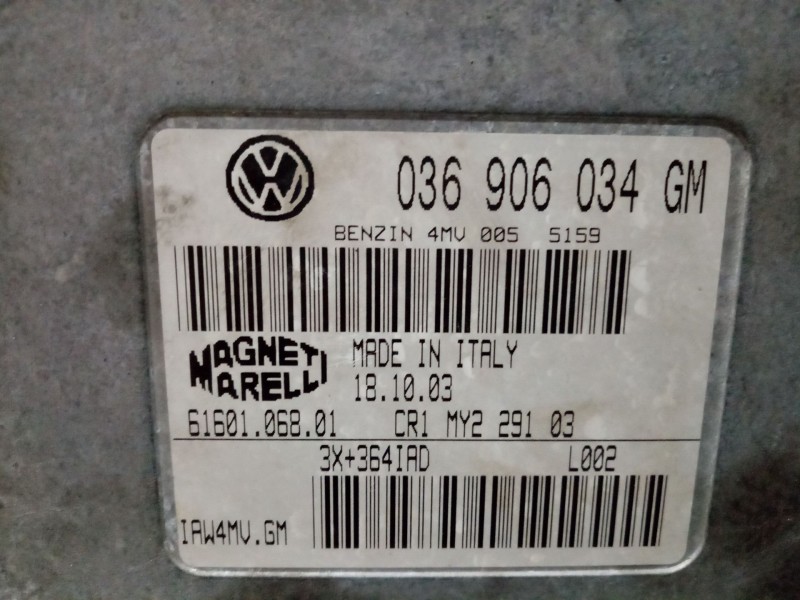 036 906 034 GM
BENZIN 4MV 005 5159
MAGNETI MARELLI
MADE IN ITALY
18.10.03
61601.068.01 CR1 MY2 291 03
3X+364IAD L002
IAW4MV.GM